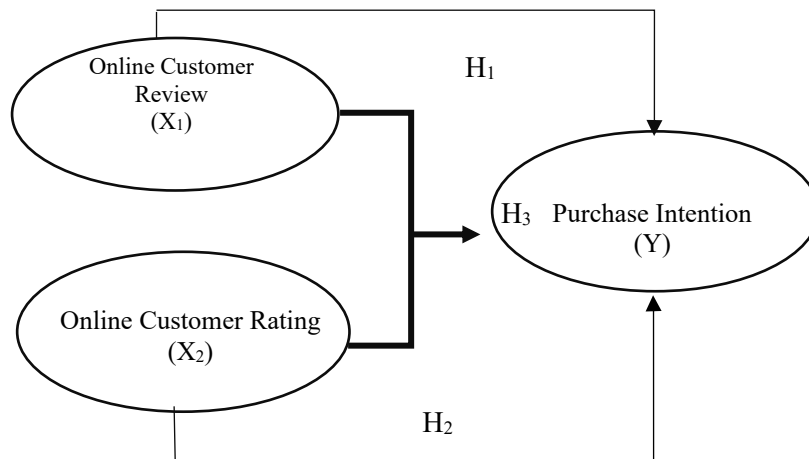 Online Customer
Review
(X₁)
H₁
H₃
Purchase Intention
(Y)
Online Customer Rating
(X₂)
H₂